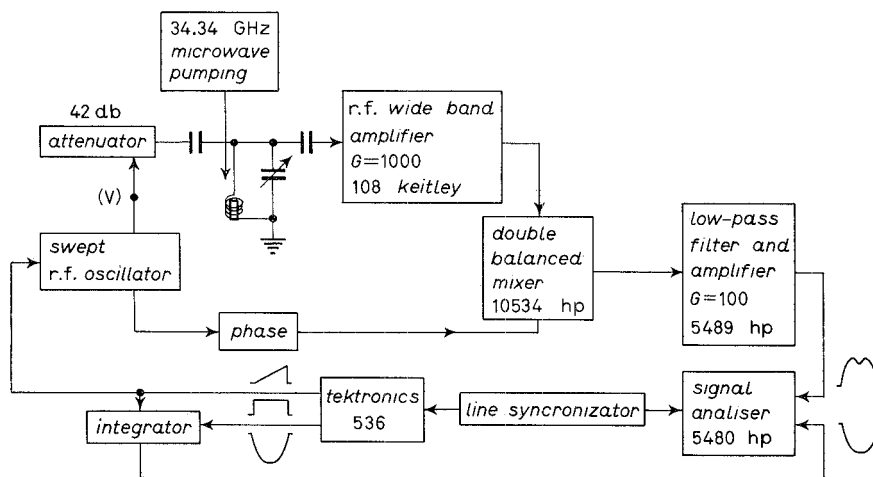 34.34 GHz
microwave
pumping
42 db
attenuator
r.f. wide band
amplifier
G=1000
108 keitley
(V)
swept
r.f. oscillator
double
balanced
mixer
10534 hp
low-pass
filter and
amplifier
G=100
5489 hp
phase
tektronics
536
line syncronizator
signal
analiser
5480 hp
integrator